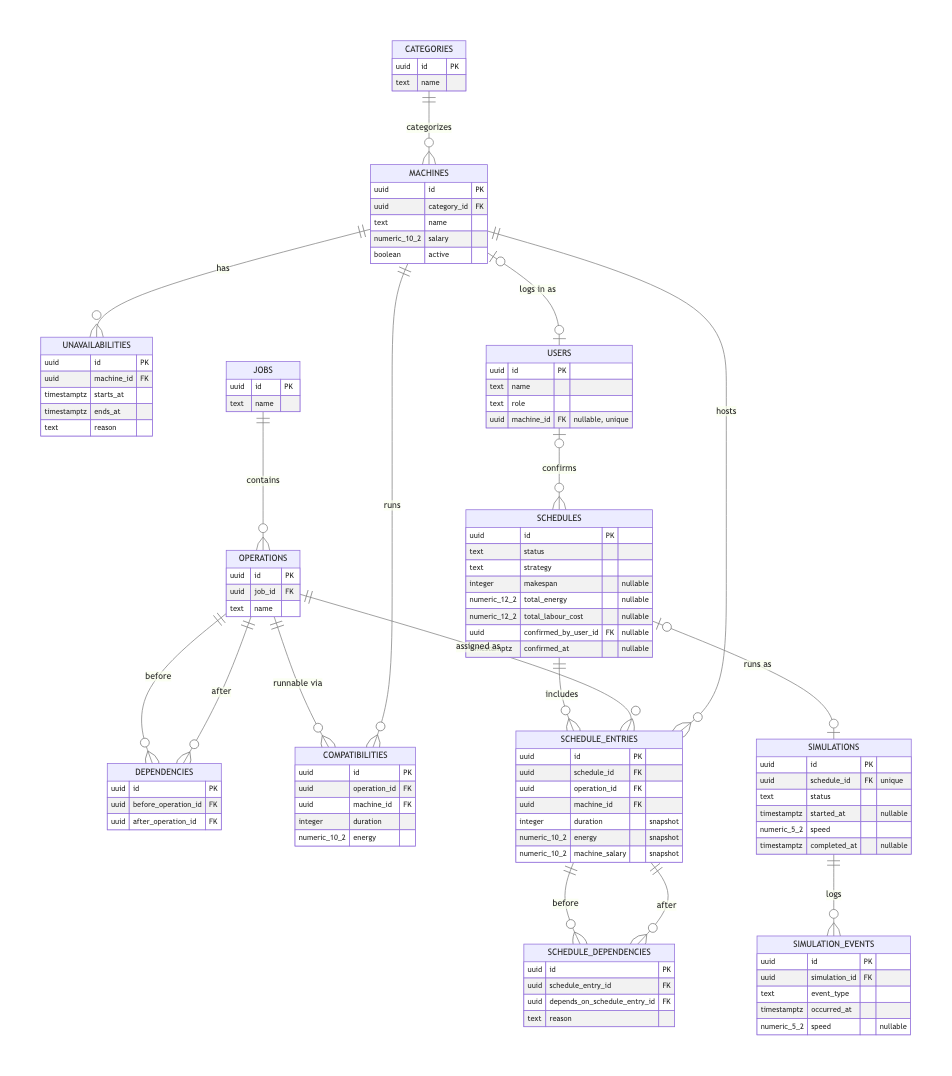 CATEGORIES
uuid id PK
text name
categorizes
MACHINES
uuid id PK
uuid category_id FK
text name
numeric_10_2 salary
boolean active
has
logs in as
UNAVAILABILITIES
uuid id PK
uuid machine_id FK
timestamptz starts_at
timestamptz ends_at
text reason
JOBS
uuid id PK
text name
USERS
uuid id PK
text name
text role
uuid machine_id FK nullable, unique
hosts
contains
runs
confirms
SCHEDULES
uuid id PK
text status
text strategy
integer makespan nullable
numeric_12_2 total_energy nullable
numeric_12_2 total_labour_cost nullable
uuid confirmed_by_user_id FK nullable
confirmed_at nullable
OPERATIONS
uuid id PK
uuid job_id FK
text name
assigned as
before
after
runnable via
includes
runs as
DEPENDENCIES
uuid id PK
uuid before_operation_id FK
uuid after_operation_id FK
COMPATIBILITIES
uuid id PK
uuid operation_id FK
uuid machine_id FK
integer duration
numeric_10_2 energy
SCHEDULE_ENTRIES
uuid id PK
uuid schedule_id FK
uuid operation_id FK
uuid machine_id FK
integer duration snapshot
numeric_10_2 energy snapshot
numeric_10_2 machine_salary snapshot
SIMULATIONS
uuid id PK
uuid schedule_id FK unique
text status
timestamptz started_at nullable
numeric_5_2 speed
timestamptz completed_at nullable
before
after
logs
SCHEDULE_DEPENDENCIES
uuid id PK
uuid schedule_entry_id FK
uuid depends_on_schedule_entry_id FK
text reason
SIMULATION_EVENTS
uuid id PK
uuid simulation_id FK
text event_type
timestamptz occurred_at
numeric_5_2 speed nullable